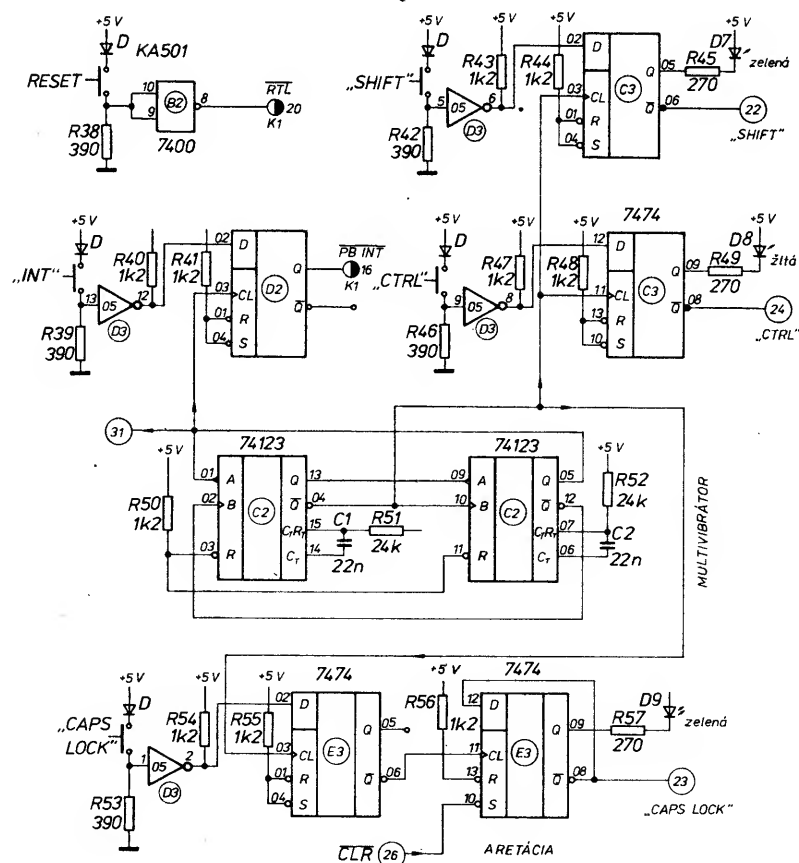 +5 V
D KA501
RESET
10
9
B2
8
7400
R38
390
RTL
20
K1
+5 V
D
„SHIFT"
5
05
6
D3
R42
390
+5 V
R43
1k2
+5V
R44
1k2
02
D
03
CL
01
R
04
S
C3
Q
05
Q
06
R45
270
+5V
D7
zelená
22
„SHIFT"
+5 V
D
„INT"
13
05
12
D3
R39
390
R40
1k2
R41
1k2
02
D
03
CL
01
R
04
S
D2
Q
Q
PB INT
16
K1
+5 V
D
„CTRL"
9
05
8
D3
R46
390
+5V
R47
1k2
+5V
R48
1k2
7474
12
D
11
CL
13
R
10
S
C3
Q
09
Q
08
R49
270
+5V
D8
žltá
24
„CTRL"
31
+5V
R50
1k2
74123
01
A
02
B
03
R
C2
Q
13
Q
04
CTRT
15
CT
14
C1
22n
R51
24k
74123
09
A
10
B
11
R
C2
Q
05
Q
12
CTRT
07
CT
06
+5V
R52
24k
C2
22n
MULTIVIBRÁTOR
+5V
D
„CAPS
LOCK"
1
05
2
D3
R53
390
+5V
R54
1k2
+5V
R55
1k2
7474
02
D
03
CL
01
R
04
S
E3
Q
05
Q
06
+5V
R56
1k2
7474
12
D
11
CL
13
R
10
S
E3
Q
09
Q
08
R57
270
+5V
D9
zelená
23
„CAPS LOCK"
CLR
26
ARETÁCIA